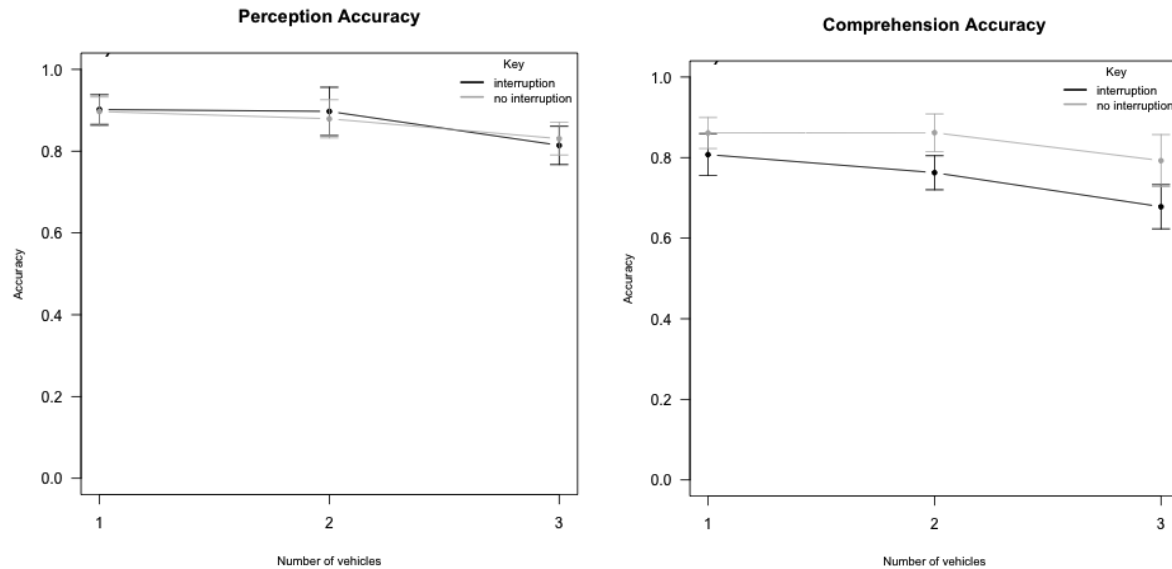 Perception Accuracy
Key
interruption
no interruption
1.0
0.8
0.6
0.4
0.2
0.0
Accuracy
1
2
3
Number of vehicles
Comprehension Accuracy
Key
interruption
no interruption
1.0
0.8
0.6
0.4
0.2
0.0
Accuracy
1
2
3
Number of vehicles